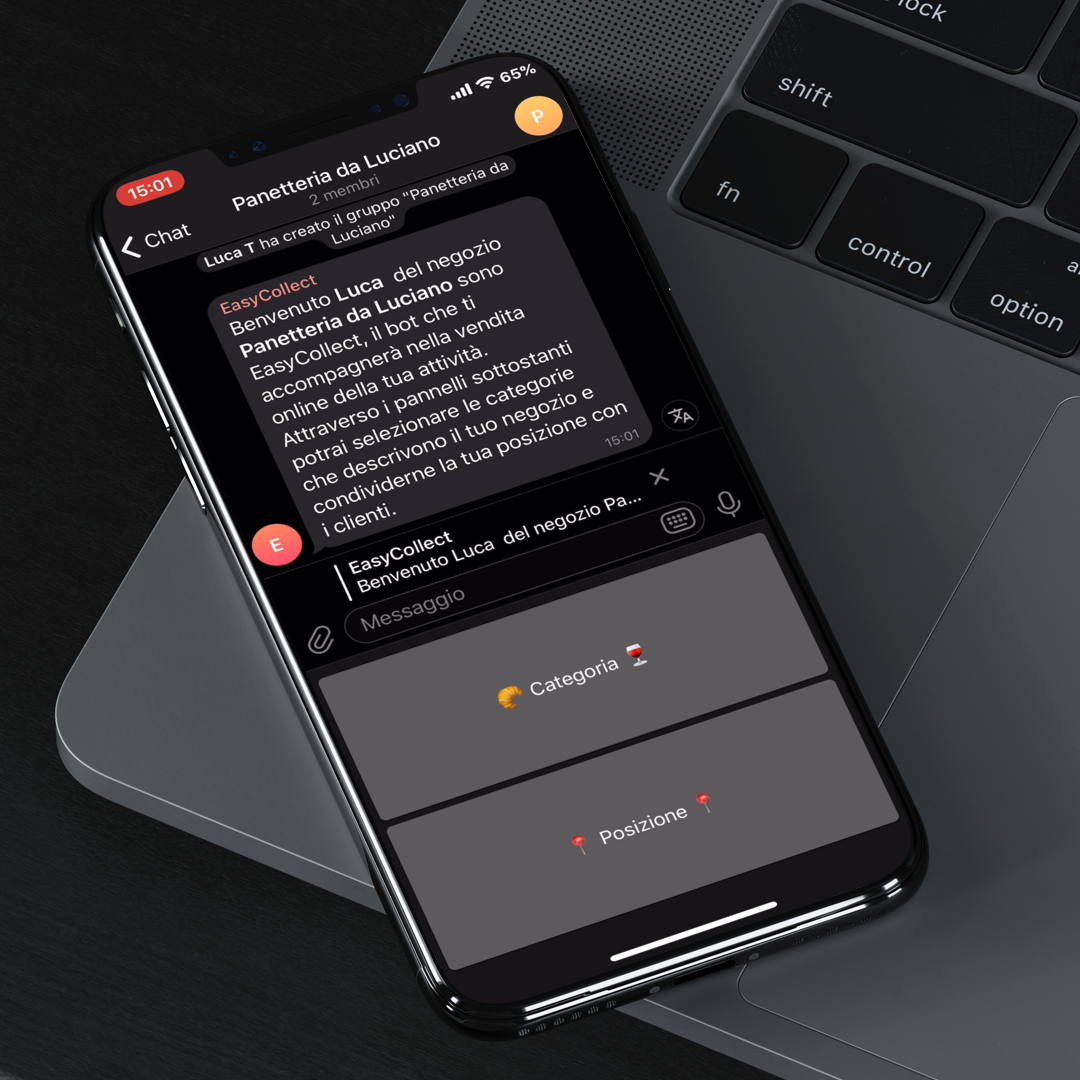 15:01
65%
Chat
Panetteria da Luciano
2 membri
P
Luca T ha creato il gruppo "Panetteria da
Luciano"
EasyCollect
Benvenuto Luca del negozio
Panetteria da Luciano sono
EasyCollect, il bot che ti
accompagnerà nella vendita
online della tua attività.
Attraverso i pannelli sottostanti
potrai selezionare le categorie
che descrivono il tuo negozio e
condividerne la tua posizione con
i clienti.
15:01
E
EasyCollect
Benvenuto Luca del negozio Pa...
Messaggio
🥐 Categoria 🍷
📍 Posizione 📍
lock
shift
fn
control
option